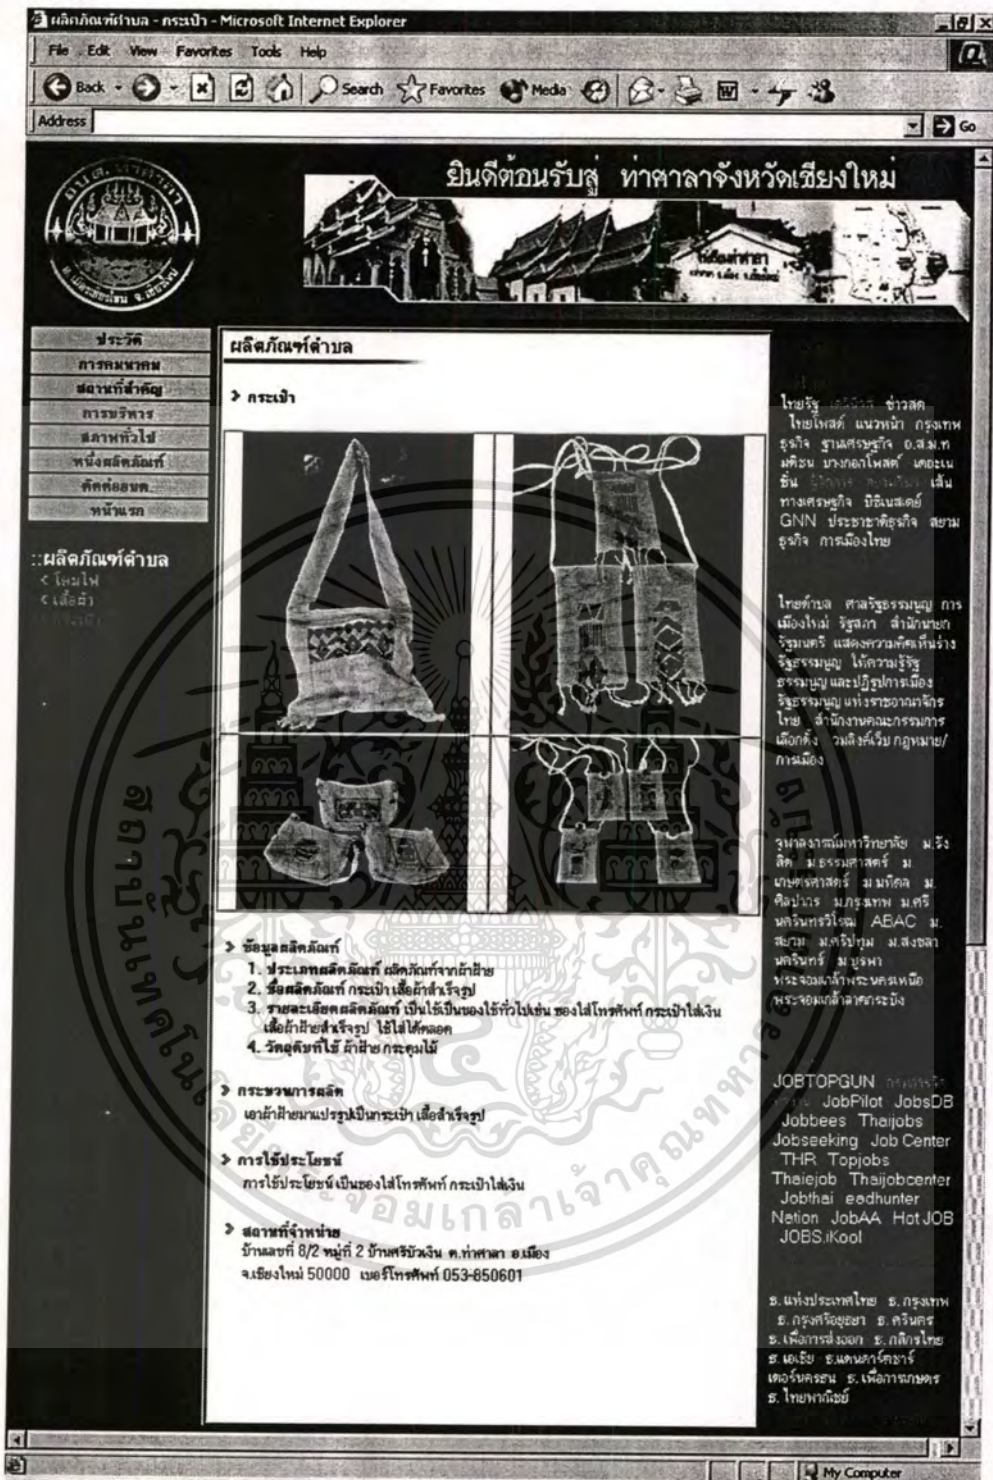 ผลิตภัณฑ์ตำบล - กระเป๋า - Microsoft Internet Explorer
File Edit View Favorites Tools Help
Back Search Favorites Media
Address Go
ยินดีต้อนรับสู่ ท่าศาลาจังหวัดเชียงใหม่
ประวัติ
การคมนาคม
สถานที่สำคัญ
การบริหาร
สภาพทั่วไป
หนึ่งผลิตภัณฑ์
ติดต่ออบต.
หน้าแรก
::ผลิตภัณฑ์ตำบล
< โคมไฟ
< เสื้อผ้า
ผลิตภัณฑ์ตำบล
กระเป๋า
ข้อมูลผลิตภัณฑ์
1. ประเภทผลิตภัณฑ์ ผลิตภัณฑ์จากผ้าฝ้าย
2. ชื่อผลิตภัณฑ์ กระเป๋า เสื้อผ้าสำเร็จรูป
3. รายละเอียดผลิตภัณฑ์ เป็นใช้เป็นของใช้ทั่วไปเช่น ซองใส่โทรศัพท์ กระเป๋าใส่เงิน
เสื้อผ้าฝ้ายสำเร็จรูป ใช้ใส่ได้ตลอด
4. วัตถุดิบที่ใช้ ผ้าฝ้าย กระดุมไม้
กระบวนการผลิต
เอาผ้าฝ้ายมาแปรรูปเป็นกระเป๋า เสื้อสำเร็จรูป
การใช้ประโยชน์
การใช้ประโยชน์ เป็นซองใส่โทรศัพท์ กระเป๋าใส่เงิน
สถานที่จำหน่าย
บ้านเลขที่ 8/2 หมู่ที่ 2 บ้านศรีบัวเงิน ต.ท่าศาลา อ.เมือง
จ.เชียงใหม่ 50000 เบอร์โทรศัพท์ 053-850601
ไทยรัฐ ข่าวสด
ไทยโพสต์ แนวหน้า กรุงเทพ
ธุรกิจ ฐานเศรษฐกิจ อ.ส.ม.ท
มติชน บางกอกโพสต์ เดอะเน
ชั่น เส้น
ทางเศรษฐกิจ บิซิเนสเดย์
GNN ประชาชาติธุรกิจ สยาม
ธุรกิจ การเมืองไทย
ไทยตำบล ศาลรัฐธรรมนูญ การ
เมืองใหม่ รัฐสภา สำนักนายก
รัฐมนตรี แสดงความคิดเห็นร่าง
รัฐธรรมนูญ ให้ความรู้รัฐ
ธรรมนูญ และปฏิรูปการเมือง
รัฐธรรมนูญ แห่งราชอาณาจักร
ไทย สำนักงานคณะกรรมการ
เลือกตั้ง วมลิงค์เว็บ กฎหมาย/
การเมือง
จุฬาลงกรณ์มหาวิทยาลัย ม.รัง
สิต ม.ธรรมศาสตร์ ม.
เกษตรศาสตร์ ม.มหิดล ม.
ศิลปากร ม.กรุงเทพ ม.ศรี
นครินทรวิโรฒ ABAC ม.
สยาม ม.ศรีปทุม ม.สงขลา
นครินทร์ ม.บูรพา
พระจอมเกล้าพระนครเหนือ
พระจอมเกล้าลาดกระบัง
JOBTOPGUN
JobPilot JobsDB
Jobbees Thaijobs
Jobseeking Job Center
THR Topjobs
Thaiejob Thaijobcenter
Jobthai eadhunter
Nation JobAA HotJOB
JOBS.iKool
ธ.แห่งประเทศไทย ธ.กรุงเทพ
ธ.กรุงศรีอยุธยา ธ.ศรีนคร
ธ.เพื่อการส่งออก ธ.กสิกรไทย
ธ.เอเชีย ธ.แสตนดาร์ดชาร์
เตอร์นครธน ธ.เพื่อการเกษตร
ธ.ไทยพาณิชย์
My Computer